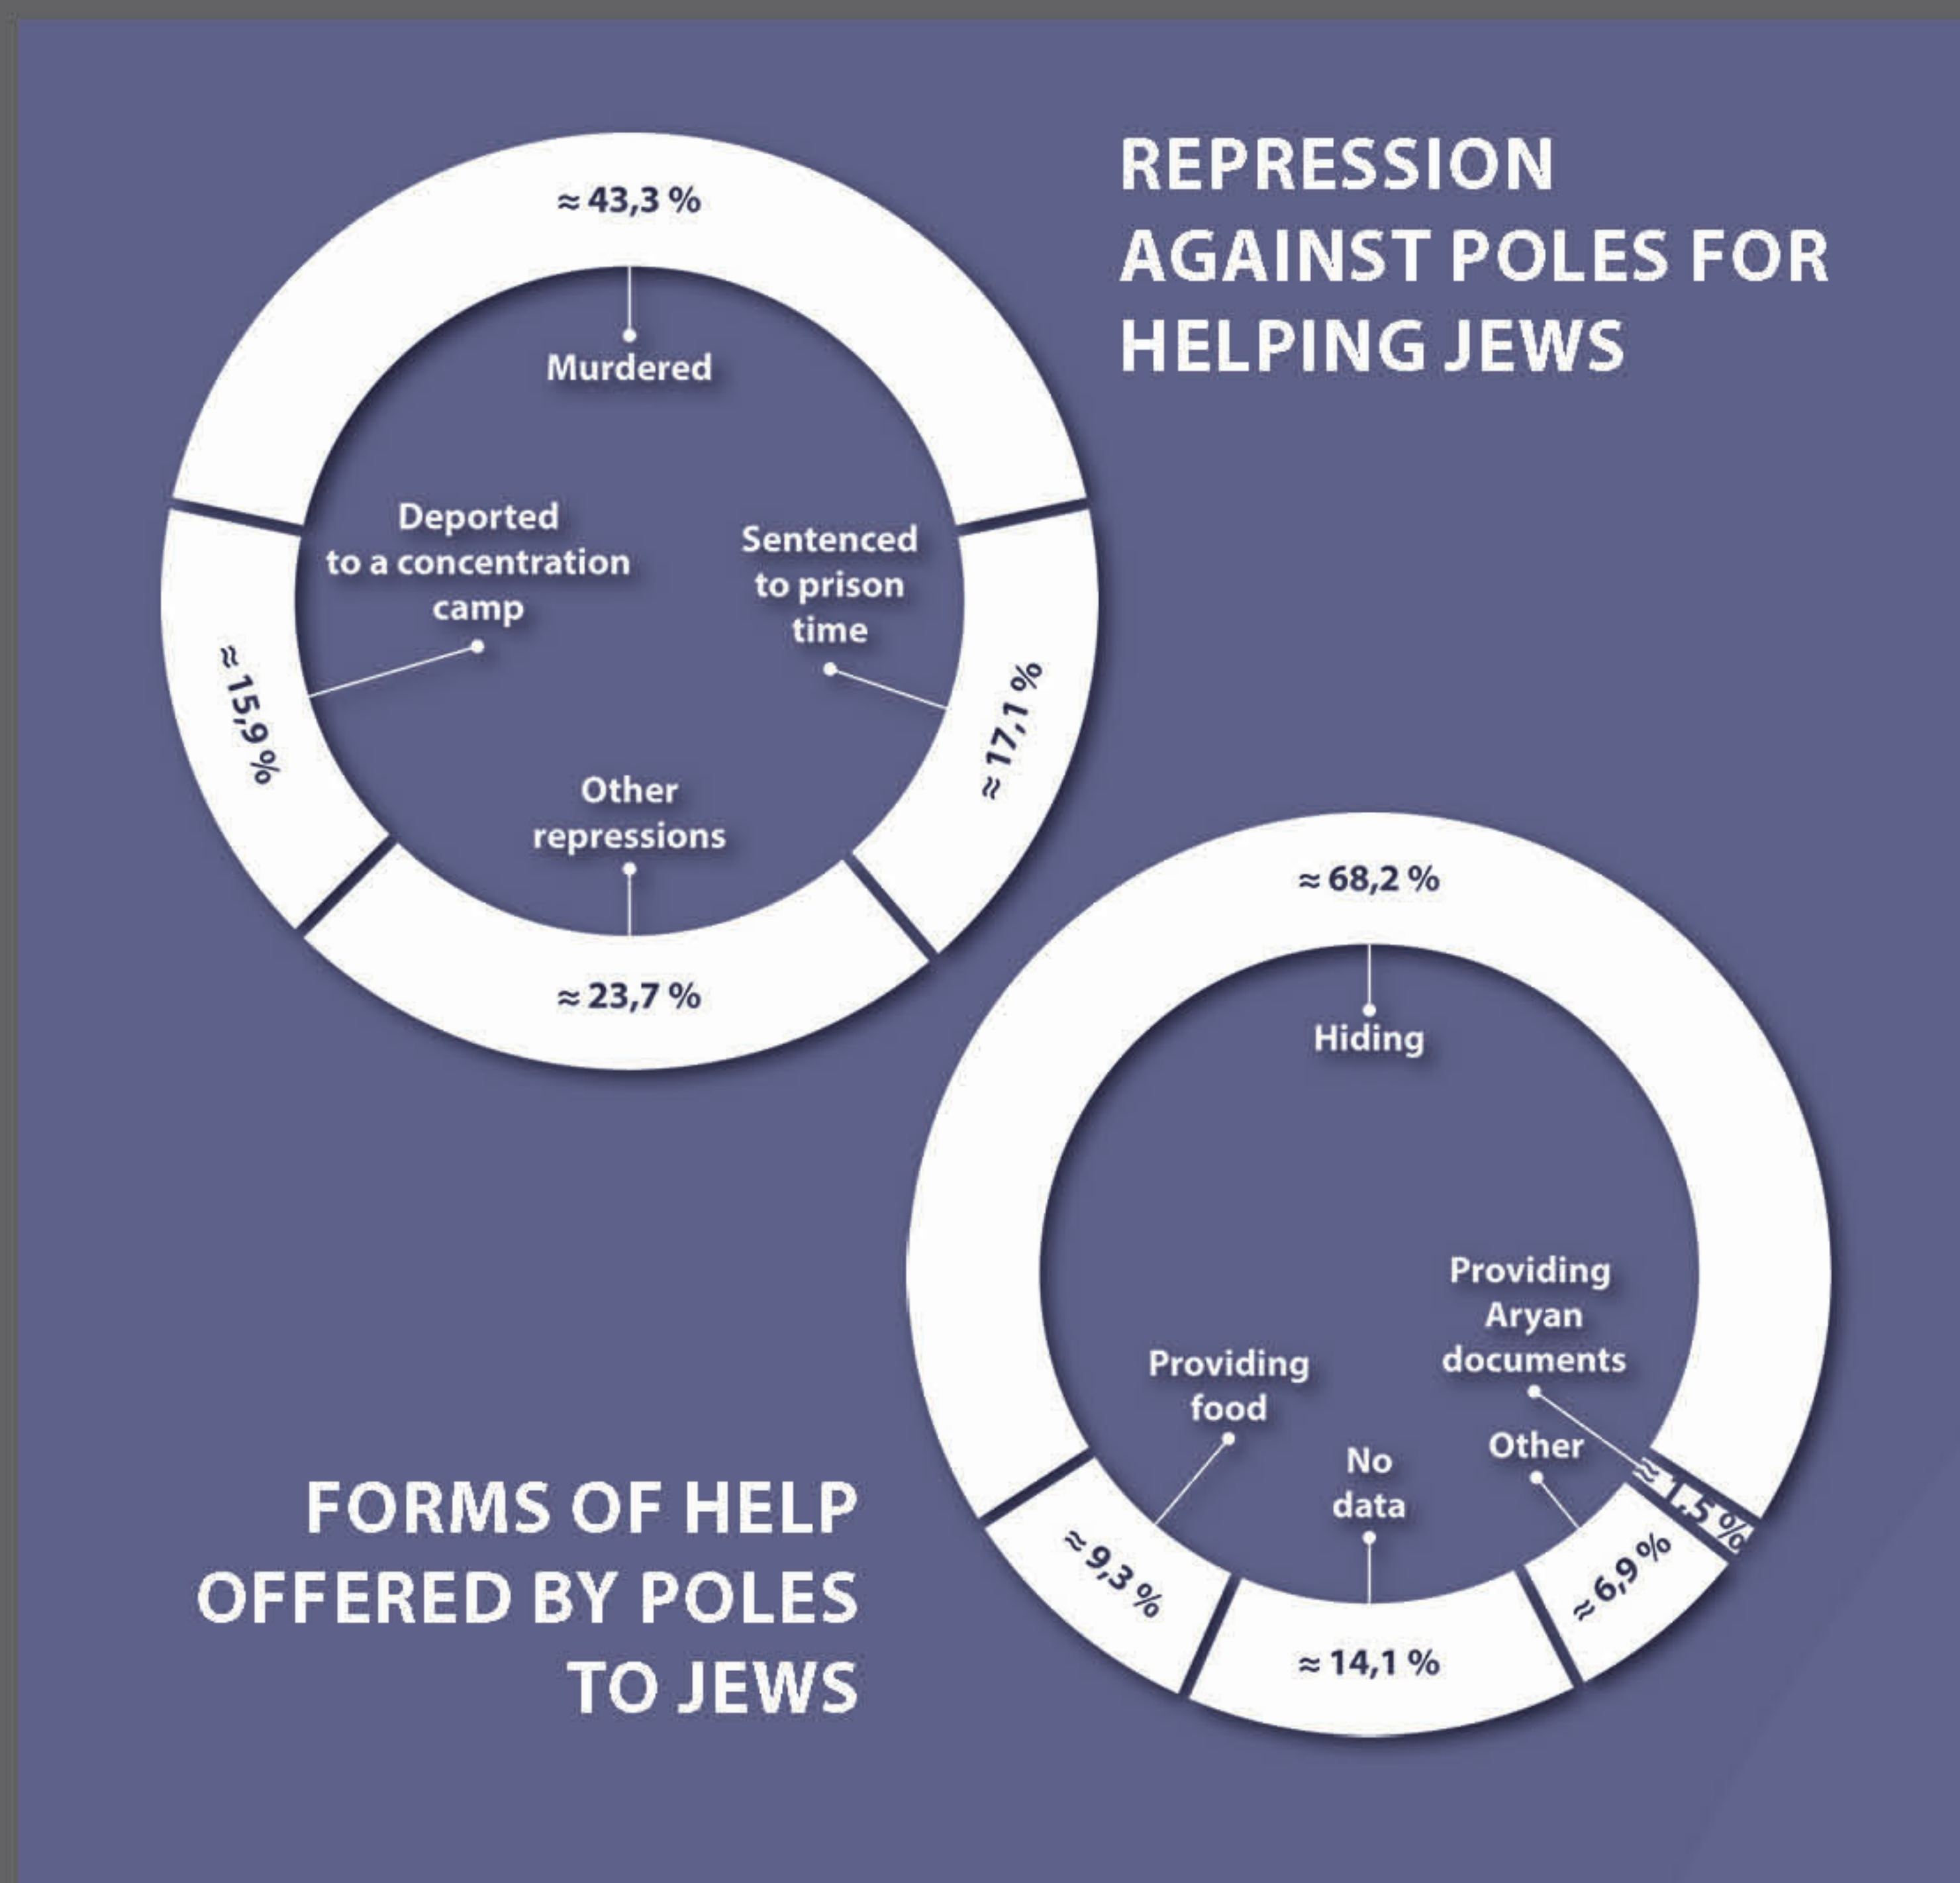 REPRESSION
AGAINST POLES FOR
HELPING JEWS
≈ 43,3 %
Murdered
Deported
to a concentration
camp
≈ 15,9 %
Sentenced
to prison
time
≈ 17,1 %
Other
repressions
≈ 23,7 %
FORMS OF HELP
OFFERED BY POLES
TO JEWS
≈ 68,2 %
Hiding
Providing
Aryan
documents
≈ 1,5 %
Providing
food
≈ 9,3 %
No
data
≈ 14,1 %
Other
≈ 6,9 %